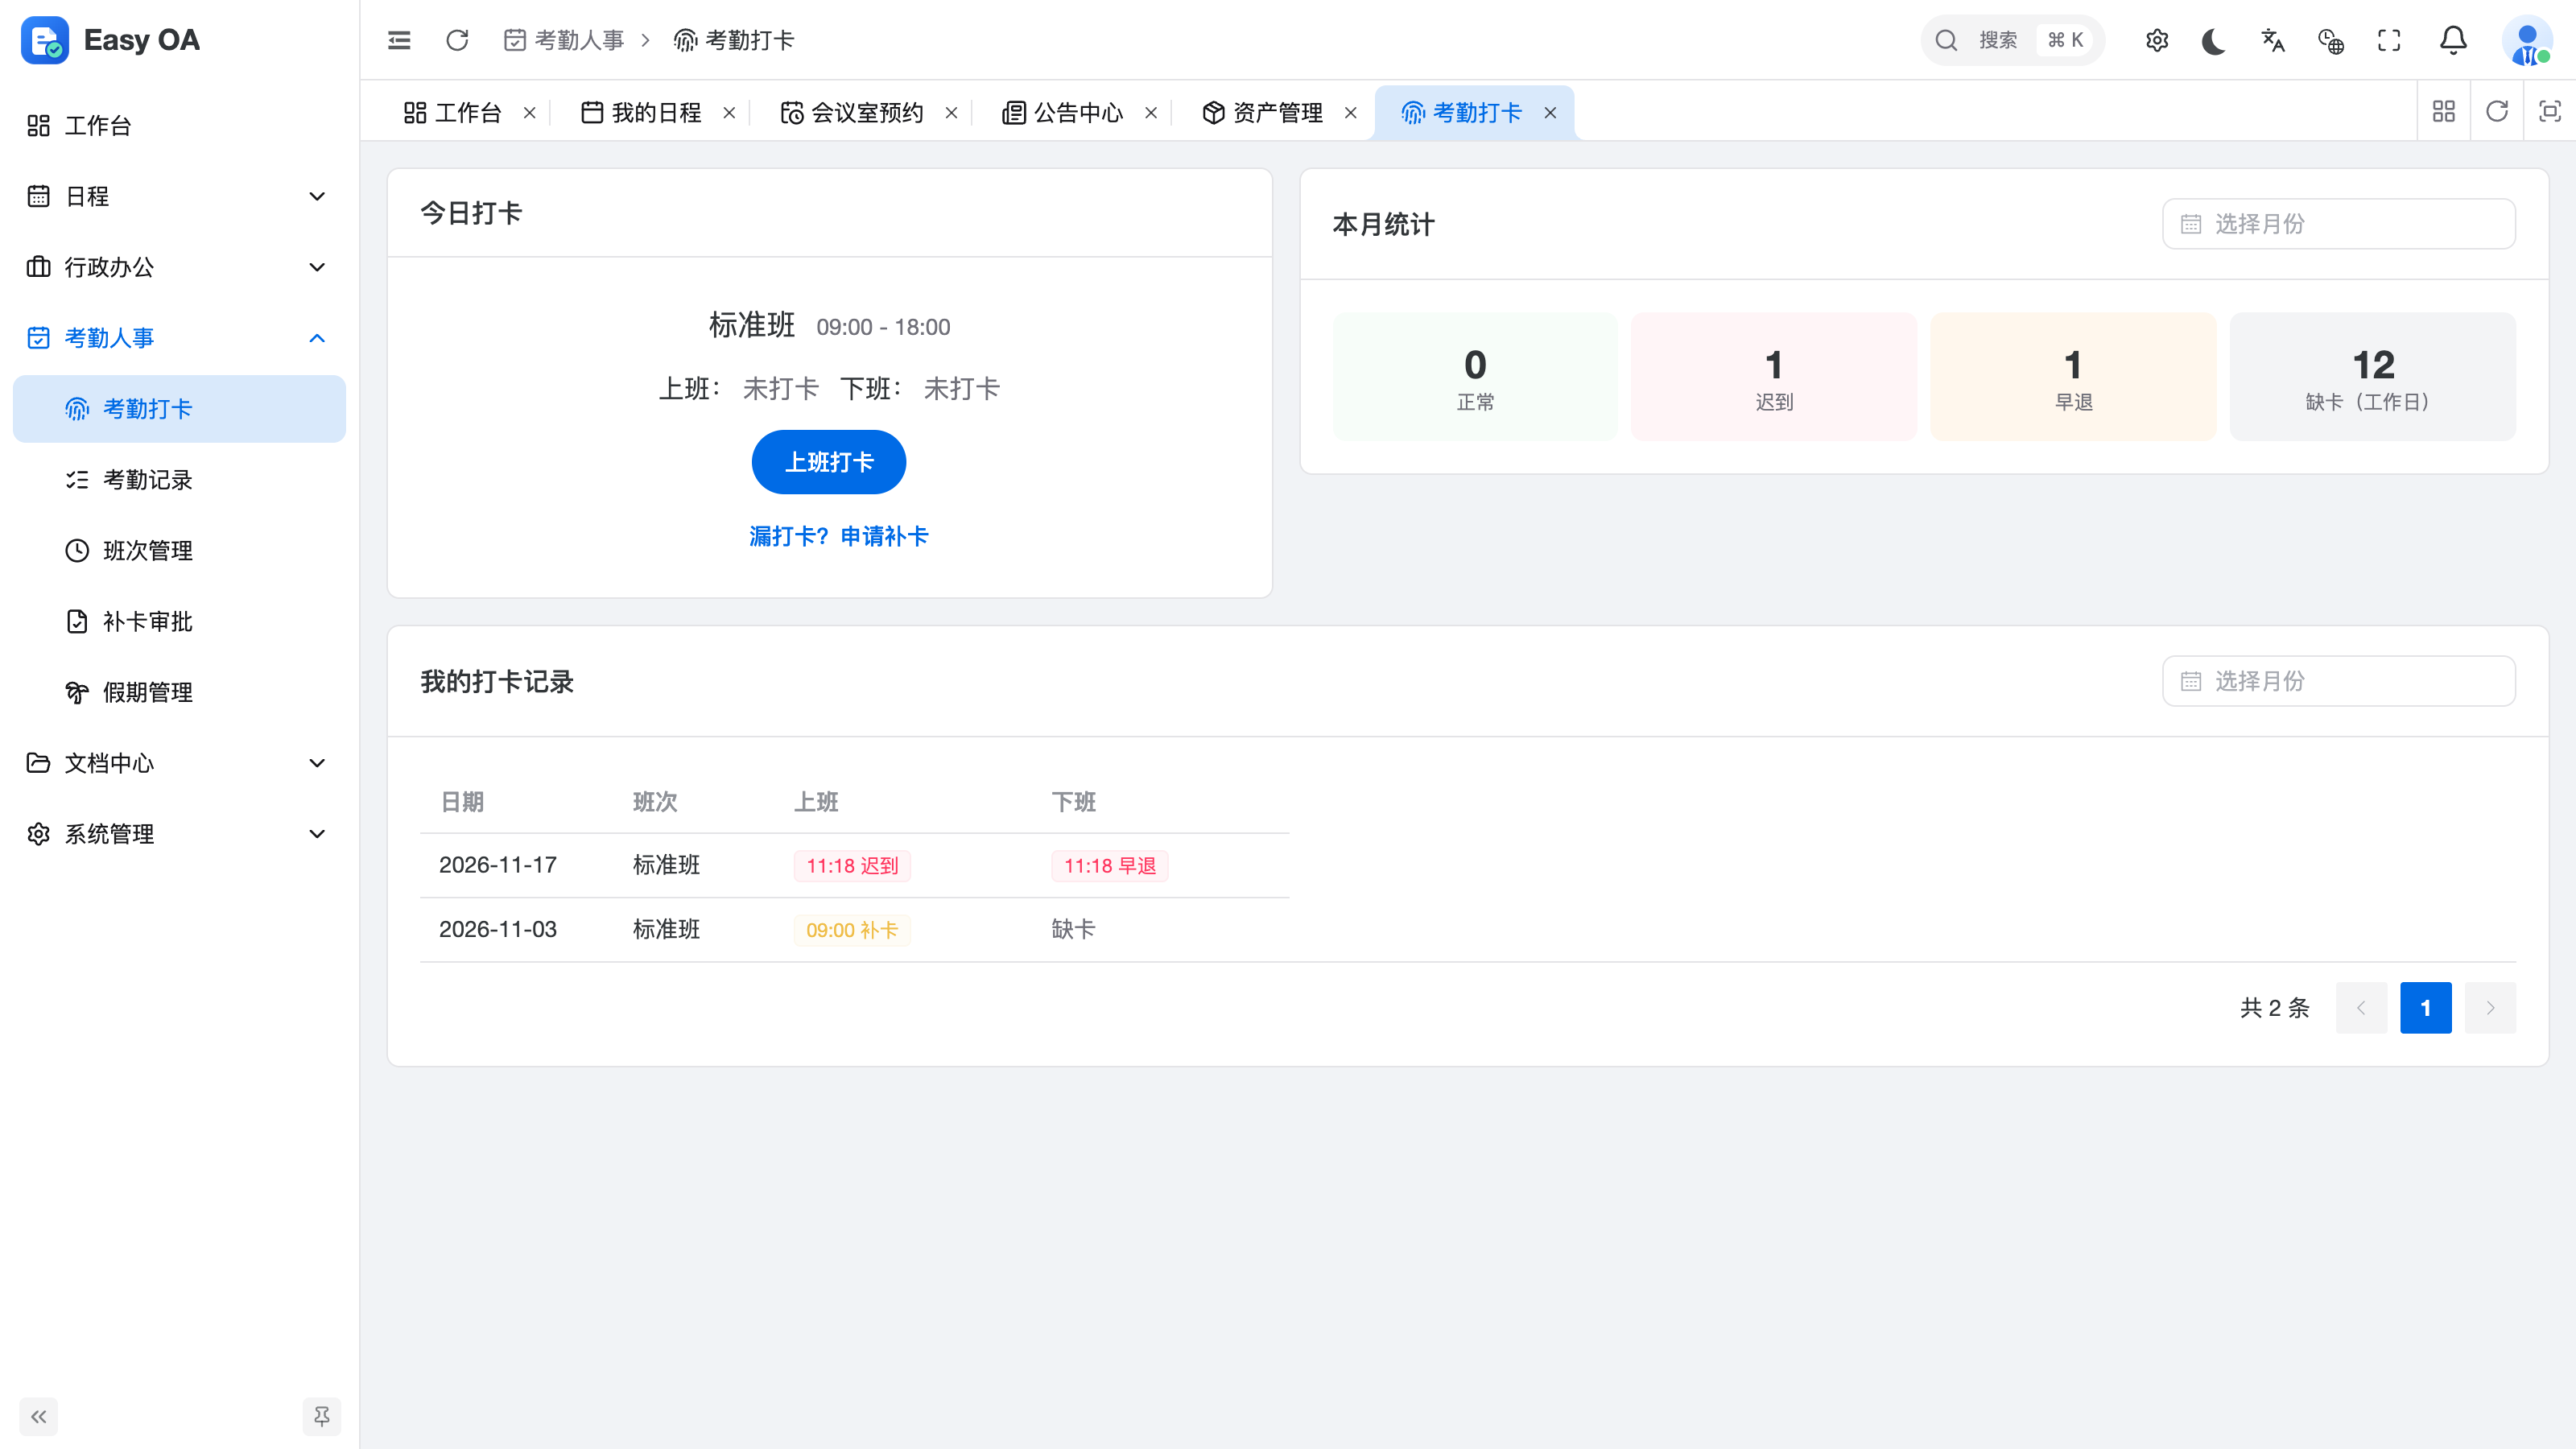 Easy OA
考勤人事
考勤打卡
搜索
⌘ K
工作台
我的日程
会议室预约
公告中心
资产管理
考勤打卡
工作台
日程
行政办公
考勤人事
考勤打卡
考勤记录
班次管理
补卡审批
假期管理
文档中心
系统管理
今日打卡
标准班 09:00 - 18:00
上班： 未打卡 下班： 未打卡
上班打卡
漏打卡？申请补卡
本月统计
选择月份
0
正常
1
迟到
1
早退
12
缺卡（工作日）
我的打卡记录
选择月份
日期 班次 上班 下班
2026-11-17 标准班 11:18 迟到 11:18 早退
2026-11-03 标准班 09:00 补卡 缺卡
共 2 条
1